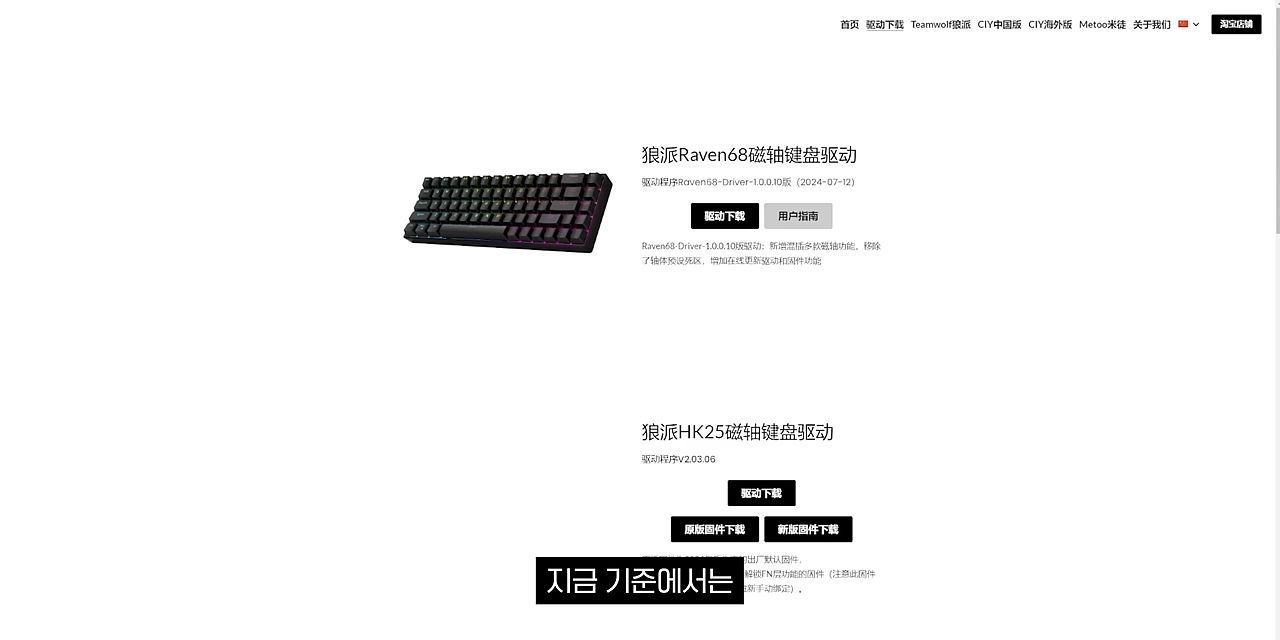 首页 驱动下载 Teamwolf狼派 CIY中国版 CIY海外版 Metoo米徒 关于我们 淘宝店铺
狼派Raven68磁轴键盘驱动
驱动程序Raven68-Driver-1.0.0.10版（2024-07-12）
驱动下载 用户指南
Raven68-Driver-1.0.0.10版驱动：新增混插多款磁轴功能，移除
了轴体预设死区，增加在线更新驱动和固件功能
狼派HK25磁轴键盘驱动
驱动程序V2.03.06
驱动下载
原版固件下载 新版固件下载
出厂默认固件，
解锁FN层功能的固件（注意此固件
新手动绑定）。
지금 기준에서는